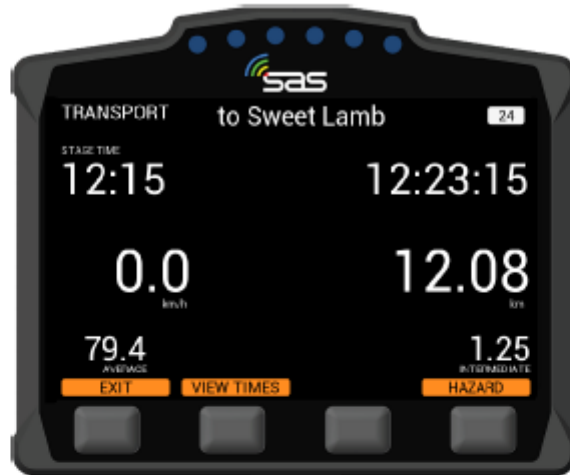 sas
TRANSPORT to Sweet Lamb 24
STAGE TIME
12:15 12:23:15
0.0 12.08
km/h km
79.4 1.25
AVERAGE INTERMEDIATE
EXIT VIEW TIMES HAZARD